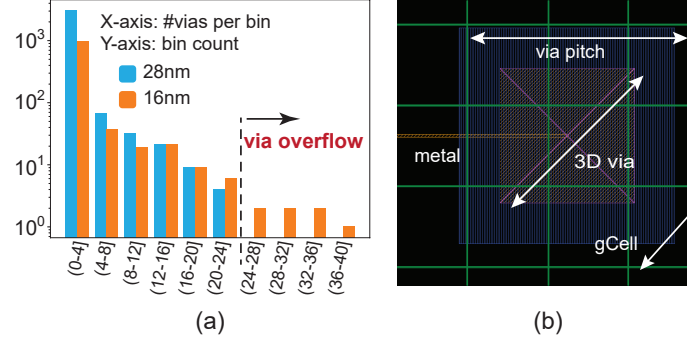 X-axis: #vias per bin
Y-axis: bin count
28nm
16nm
via overflow
10³
10²
10¹
10⁰
(0-4]
(4-8]
(8-12]
(12-16]
(16-20]
(20-24]
(24-28]
(28-32]
(32-36]
(36-40]
(a)
via pitch
metal
3D via
gCell
(b)